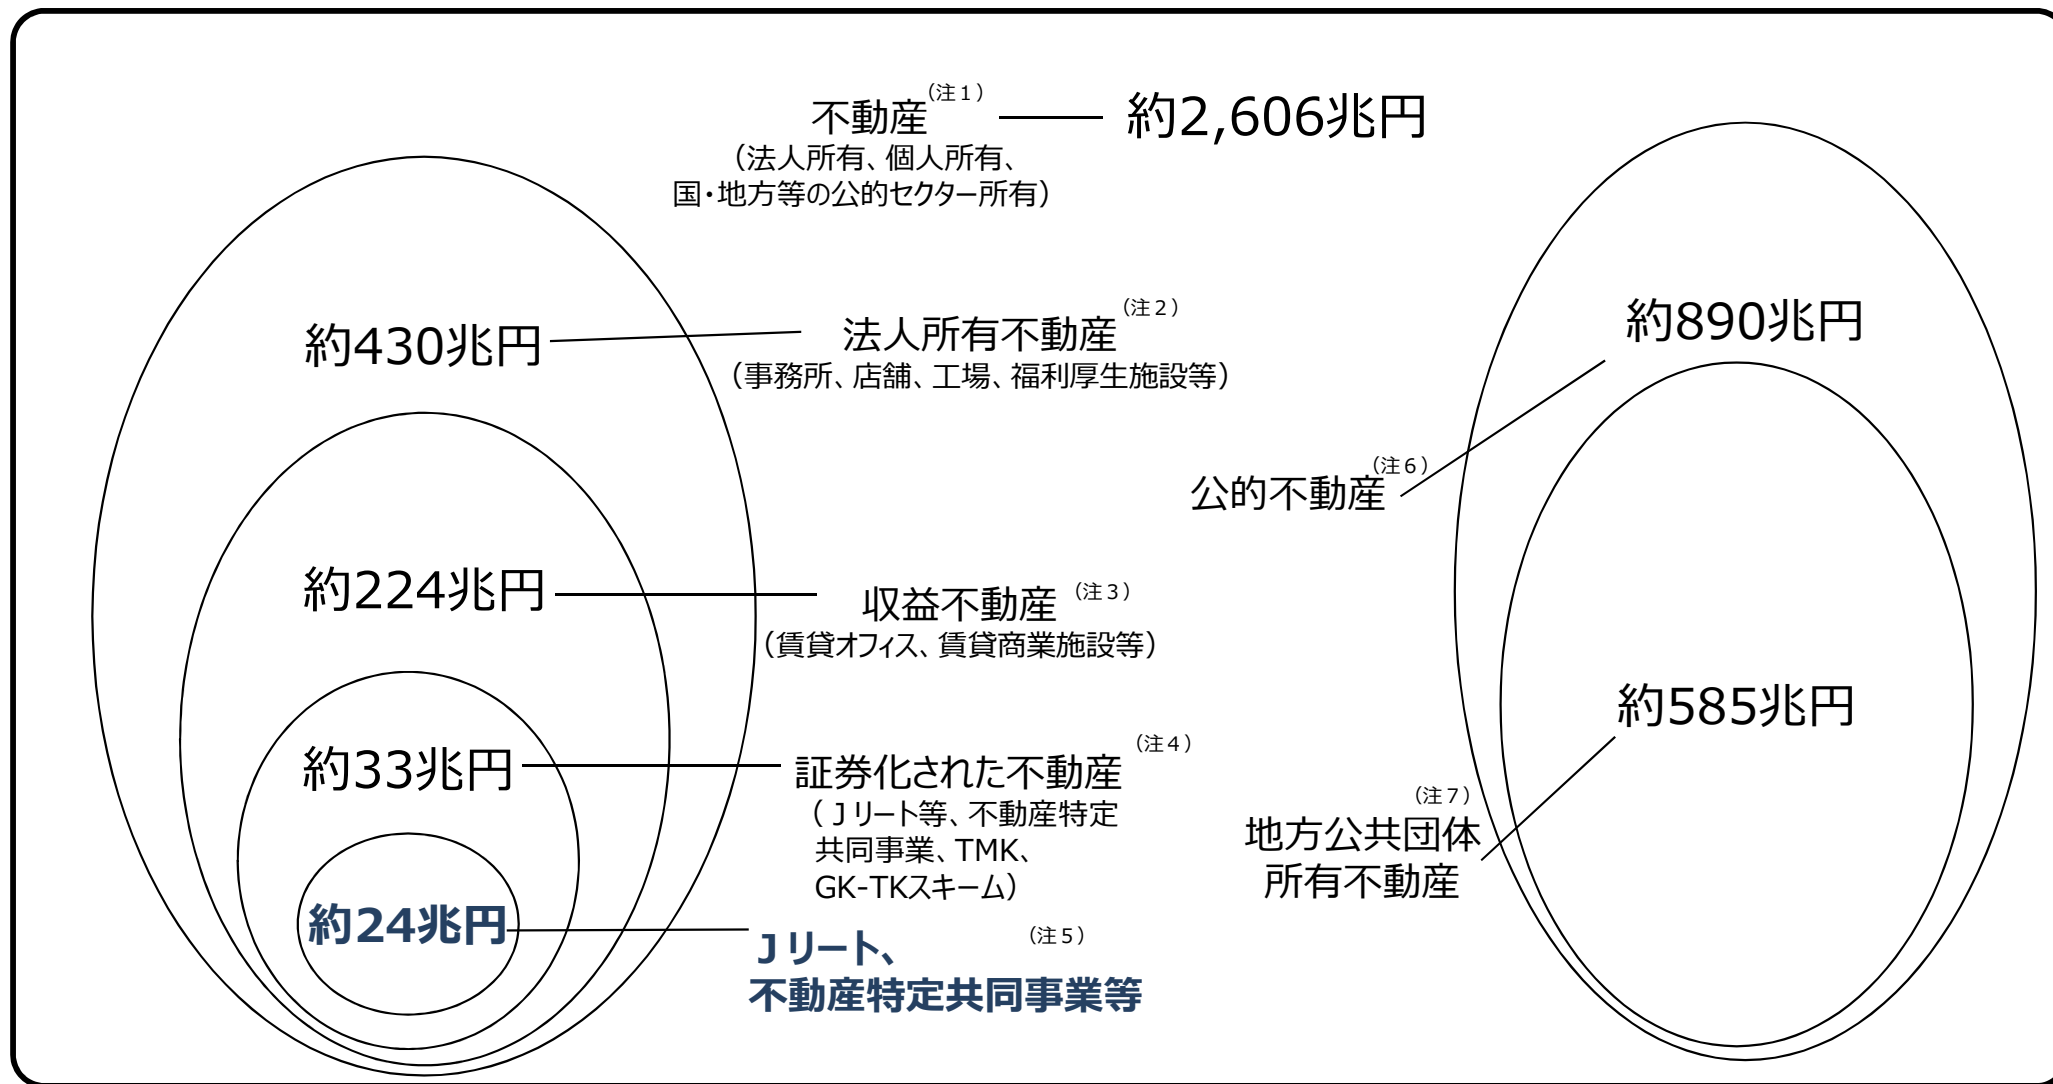 不動産（注１） 約2,606兆円
（法人所有、個人所有、
国・地方等の公的セクター所有）
約430兆円 法人所有不動産（注２）
（事務所、店舗、工場、福利厚生施設等）
約224兆円 収益不動産（注３）
（賃貸オフィス、賃貸商業施設等）
約33兆円 証券化された不動産（注４）
（Ｊリート等、不動産特定
共同事業、TMK、
GK-TKスキーム）
約24兆円 Ｊリート、（注５）
不動産特定共同事業等
約890兆円
公的不動産（注６）
約585兆円
（注７）
地方公共団体
所有不動産